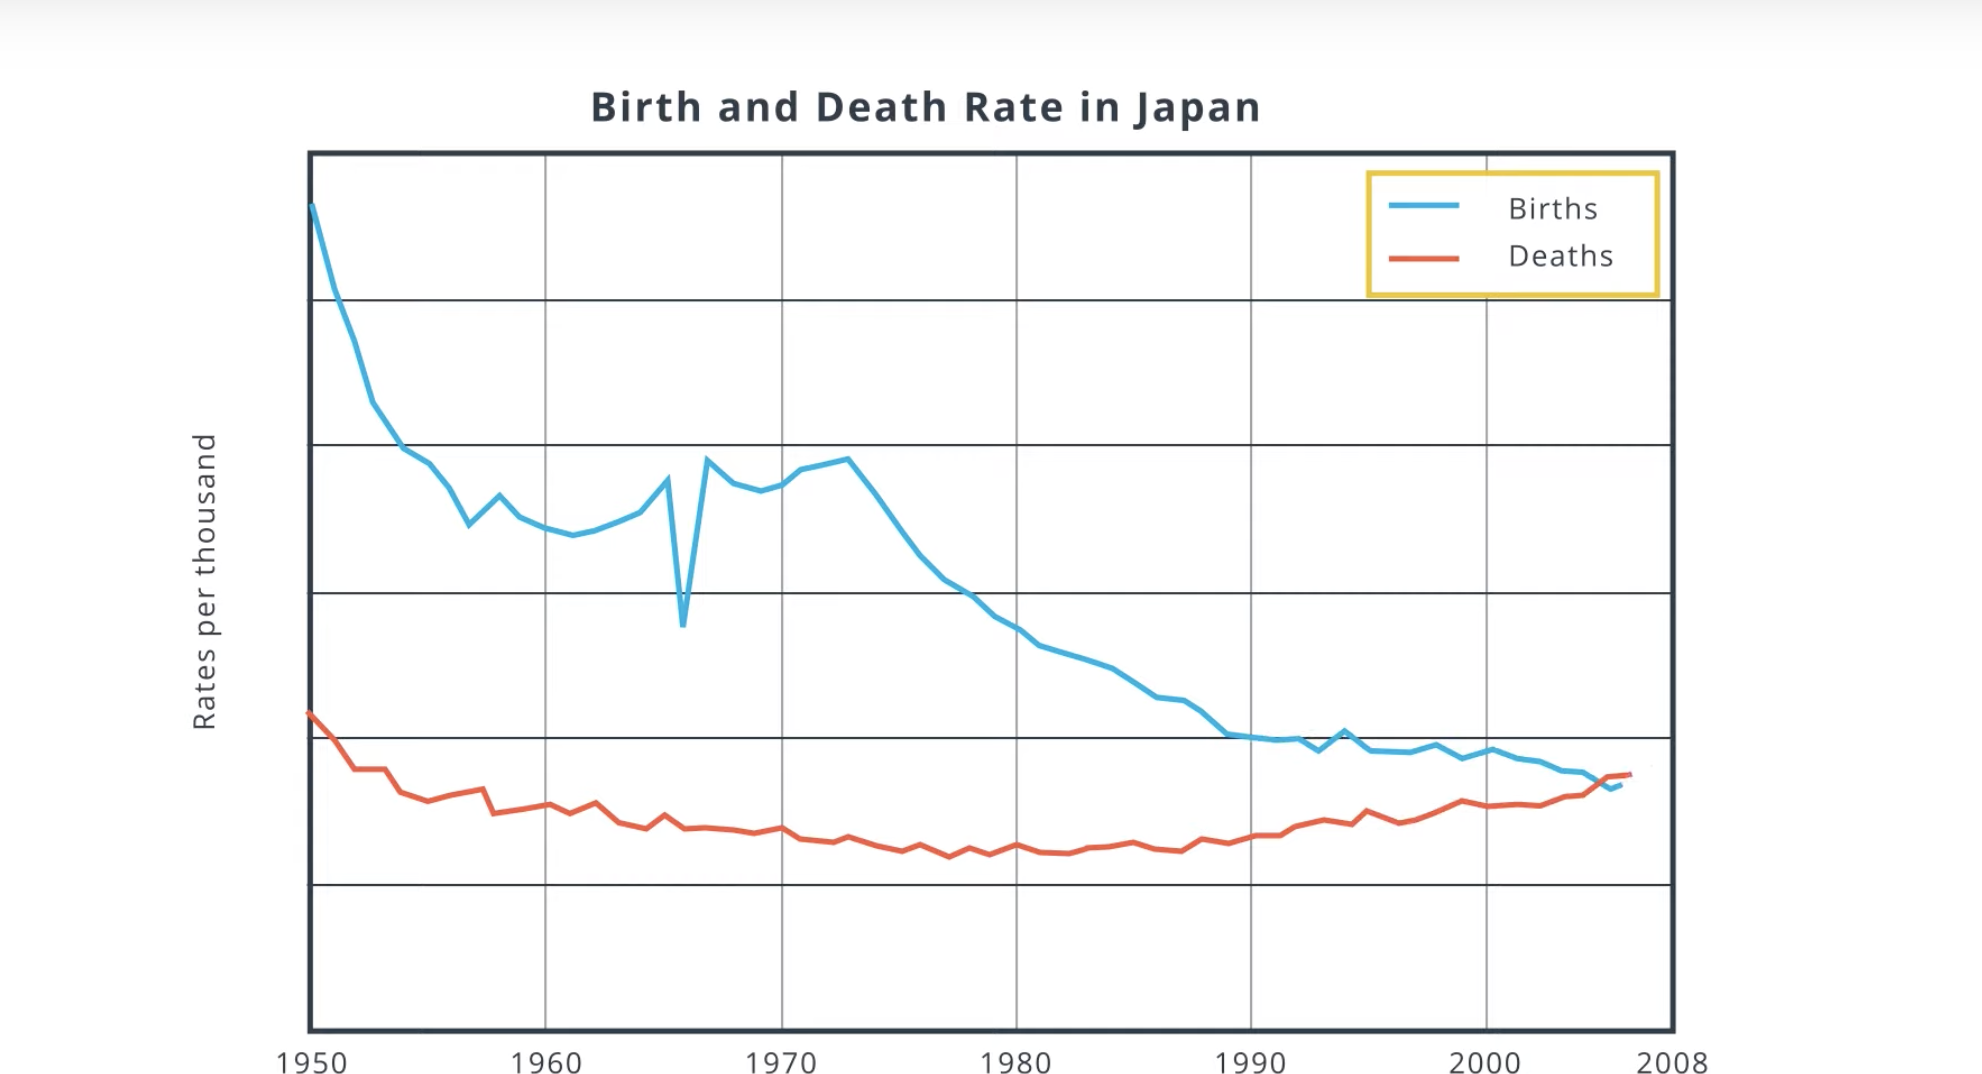 Birth and Death Rate in Japan
Births
Deaths
Rates per thousand
1950 1960 1970 1980 1990 2000 2008